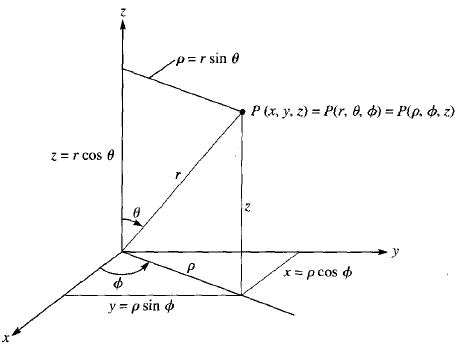 z
ρ = r sin θ
P (x, y, z) = P(r, θ, ϕ) = P(ρ, ϕ, z)
z = r cos θ
r
θ
z
y
ρ
x = ρ cos ϕ
ϕ
y = ρ sin ϕ
x